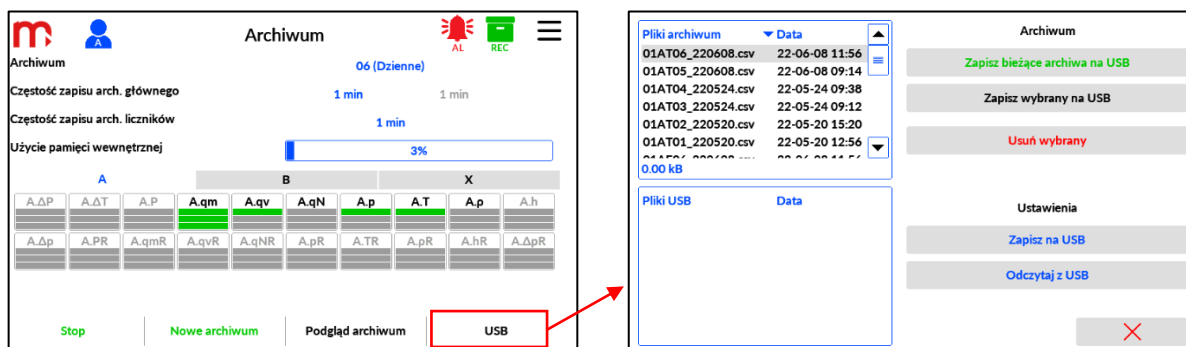 A
Archiwum
AL
REC
Archiwum 06 (Dzienne)
Częstość zapisu arch. głównego 1 min 1 min
Częstość zapisu arch. liczników 1 min
Użycie pamięci wewnętrznej 3%
A B X
A.ΔP A.ΔT A.P A.qm A.qv A.qN A.p A.T A.ρ A.h
A.Δp A.PR A.qmR A.qvR A.qNR A.pR A.TR A.ρR A.hR A.ΔpR
Stop Nowe archiwum Podgląd archiwum USB
Pliki archiwum Data
01AT06_220608.csv 22-06-08 11:56
01AT05_220608.csv 22-06-08 09:14
01AT04_220524.csv 22-05-24 09:38
01AT03_220524.csv 22-05-24 09:12
01AT02_220520.csv 22-05-20 15:20
01AT01_220520.csv 22-05-20 12:56
0.00 kB
Pliki USB Data
Archiwum
Zapisz bieżące archiwa na USB
Zapisz wybrany na USB
Usuń wybrany
Ustawienia
Zapisz na USB
Odczytaj z USB